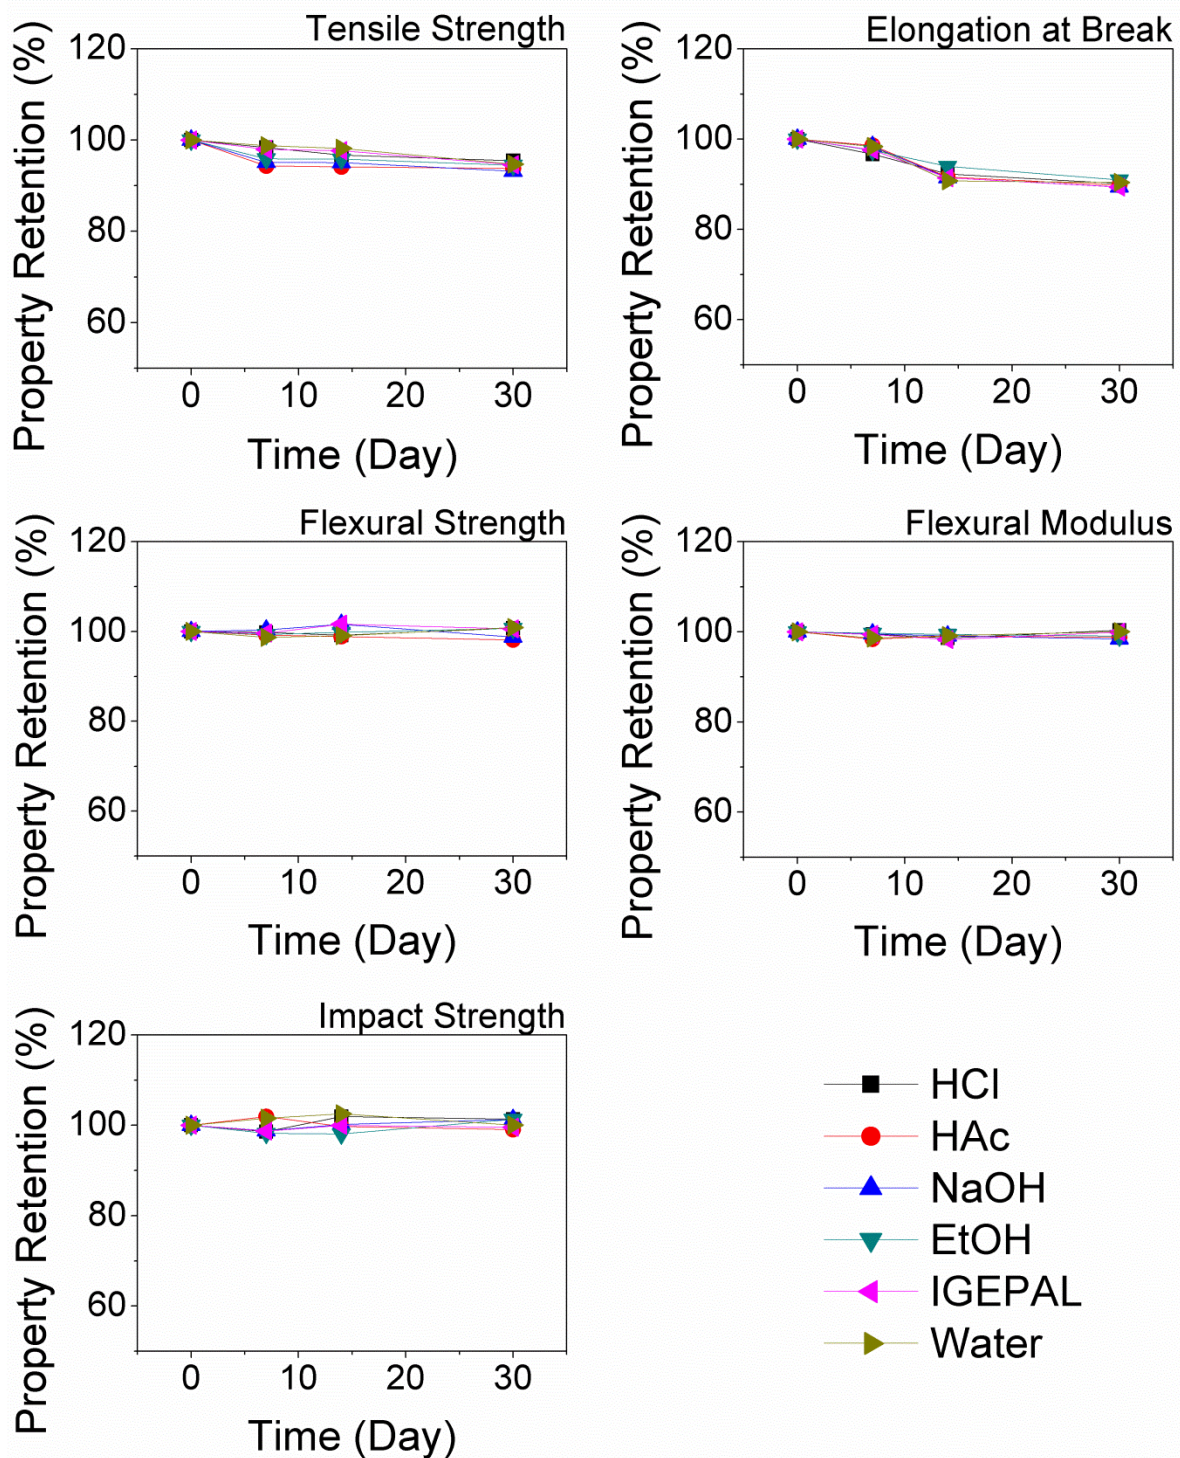 Tensile Strength
Property Retention (%)
120
100
80
60
0 10 20 30
Time (Day)
Elongation at Break
Property Retention (%)
120
100
80
60
0 10 20 30
Time (Day)
Flexural Strength
Property Retention (%)
120
100
80
60
0 10 20 30
Time (Day)
Flexural Modulus
Property Retention (%)
120
100
80
60
0 10 20 30
Time (Day)
Impact Strength
Property Retention (%)
120
100
80
60
0 10 20 30
Time (Day)
HCl
HAc
NaOH
EtOH
IGEPAL
Water